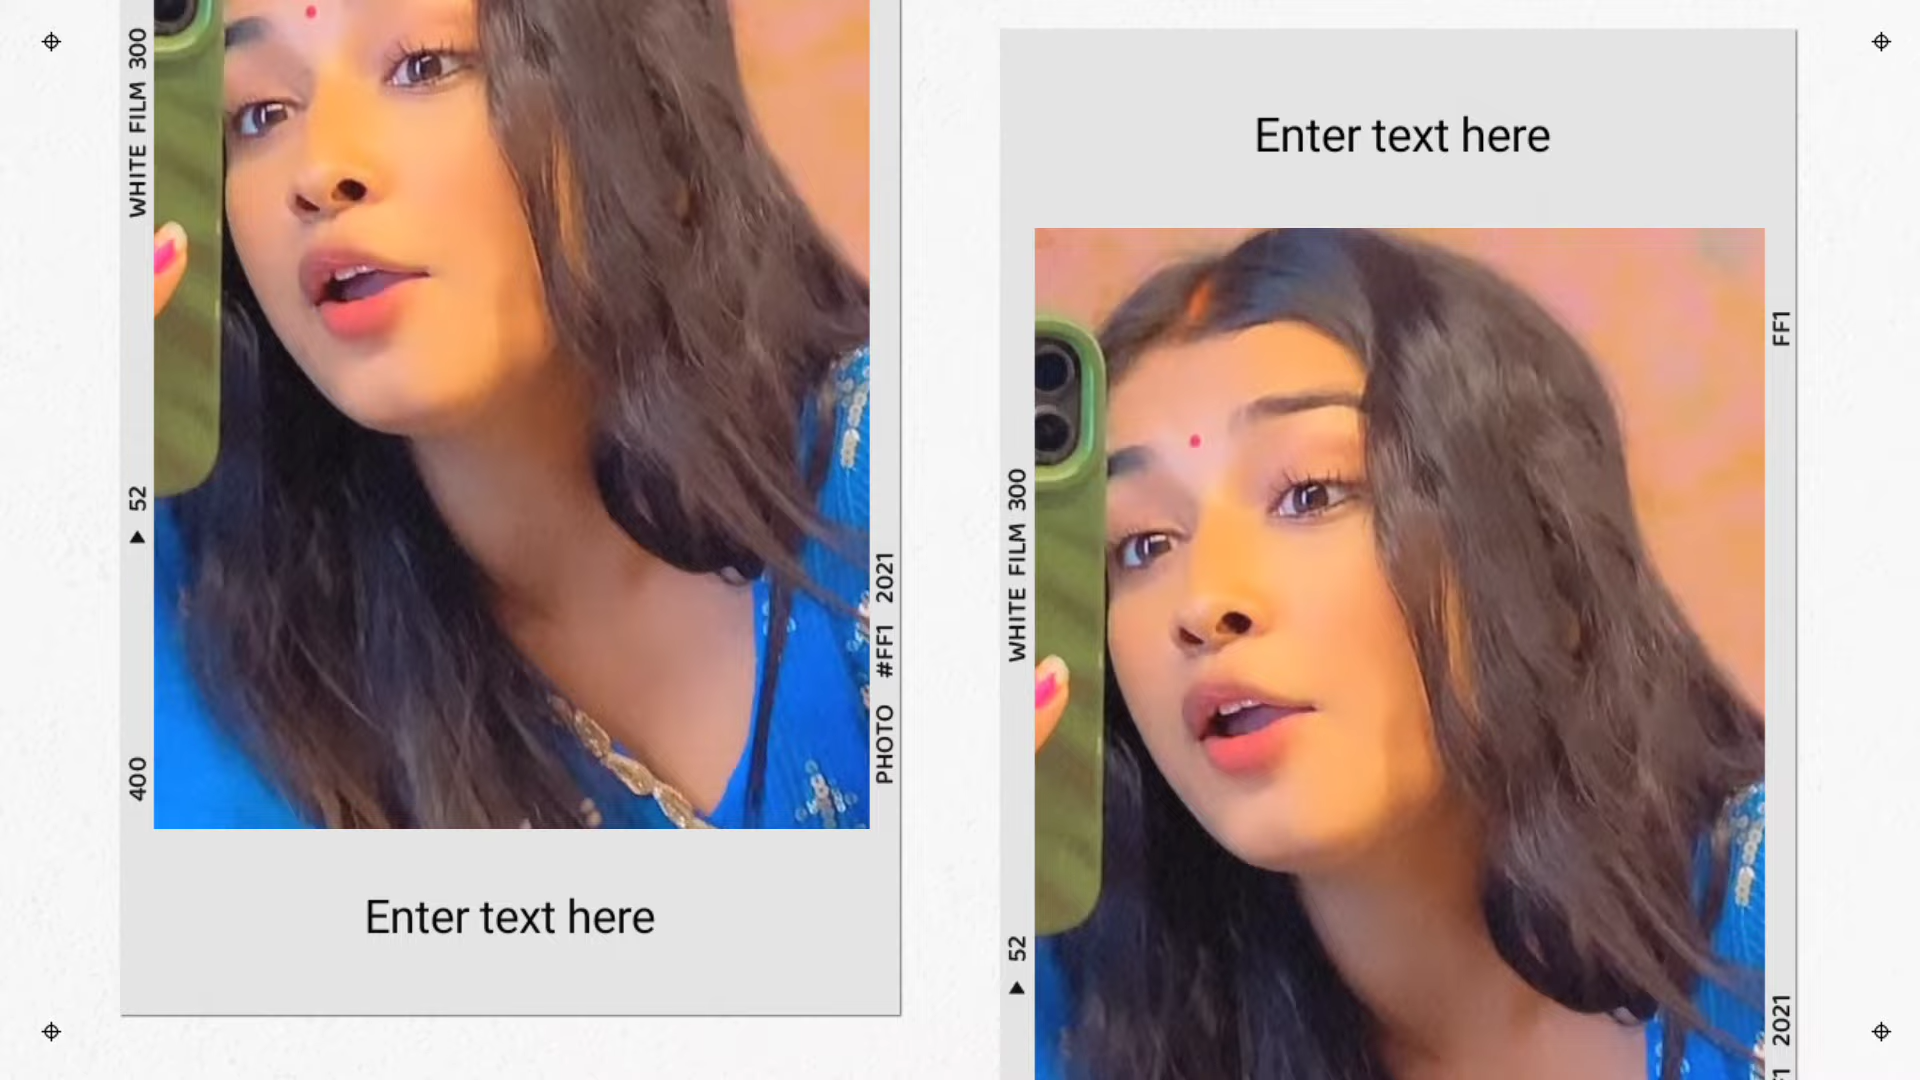 WHITE FILM 300
▶ 52
400
PHOTO #FF1 2021
Enter text here
Enter text here
WHITE FILM 300
▶ 52
FF1
2021